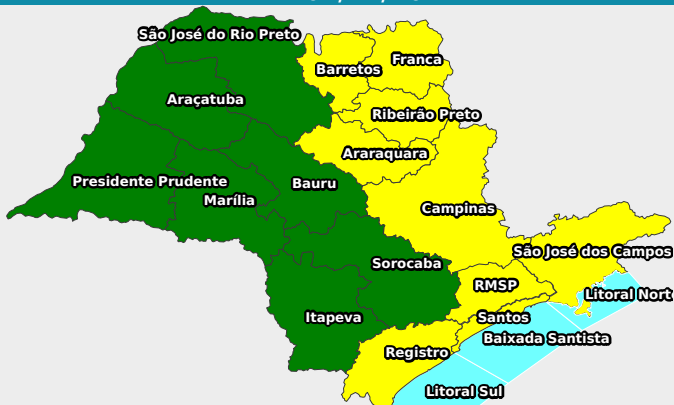 São José do Rio Preto
Franca
Barretos
Araçatuba
Ribeirão Preto
Araraquara
Presidente Prudente
Bauru
Marília
Campinas
São José dos Campos
Sorocaba
RMSP
Litoral Nort
Itapeva
Santos
Baixada Santista
Registro
Litoral Sul